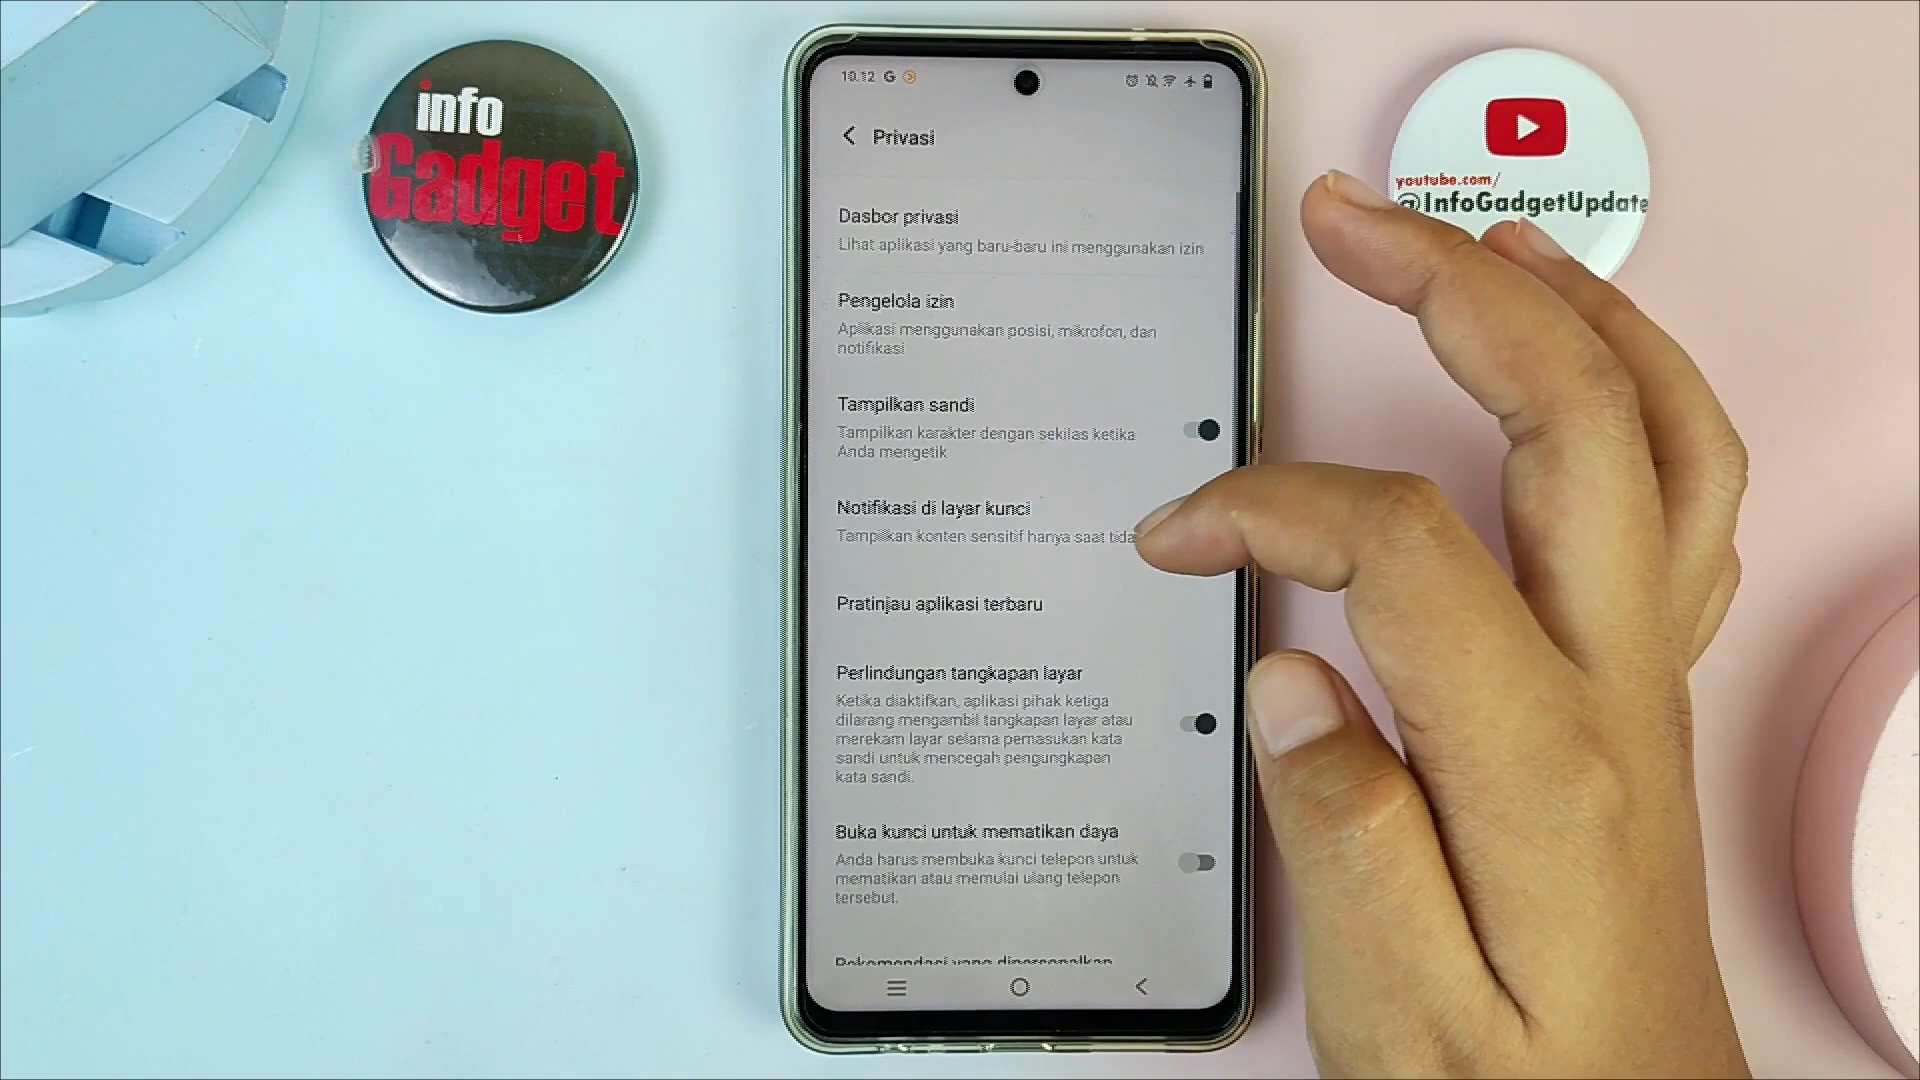 info
Gadget
youtube.com/
@InfoGadgetUpdate
10.12
Privasi
Dasbor privasi
Lihat aplikasi yang baru-baru ini menggunakan izin
Pengelola izin
Aplikasi menggunakan posisi, mikrofon, dan
notifikasi
Tampilkan sandi
Tampilkan karakter dengan sekilas ketika
Anda mengetik
Notifikasi di layar kunci
Tampilkan konten sensitif hanya saat tida
Pratinjau aplikasi terbaru
Perlindungan tangkapan layar
Ketika diaktifkan, aplikasi pihak ketiga
dilarang mengambil tangkapan layar atau
merekam layar selama pemasukan kata
sandi untuk mencegah pengungkapan
kata sandi.
Buka kunci untuk mematikan daya
Anda harus membuka kunci telepon untuk
mematikan atau memulai ulang telepon
tersebut.
Rekomendasi yang dipersonalkan